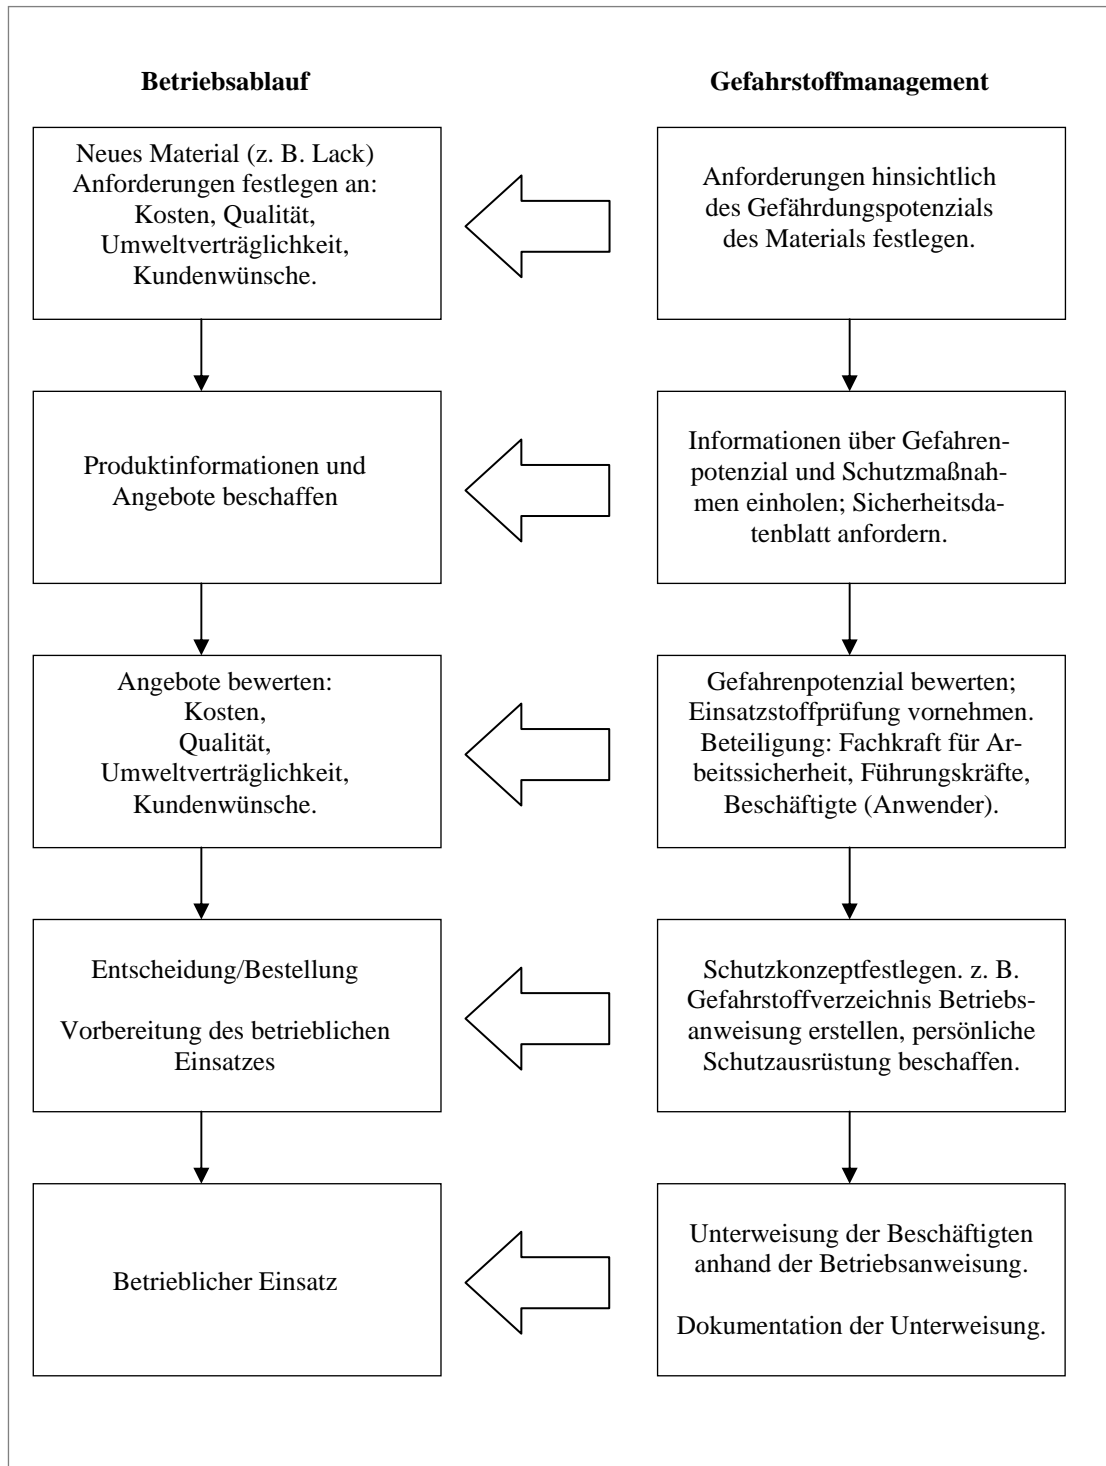 Betriebsablauf
Gefahrstoffmanagement
Neues Material (z. B. Lack)
Anforderungen festlegen an:
Kosten, Qualität,
Umweltverträglichkeit,
Kundenwünsche.
Anforderungen hinsichtlich
des Gefährdungspotenzials
des Materials festlegen.
Produktinformationen und
Angebote beschaffen
Informationen über Gefahren-
potenzial und Schutzmaßnah-
men einholen; Sicherheitsda-
tenblatt anfordern.
Angebote bewerten:
Kosten,
Qualität,
Umweltverträglichkeit,
Kundenwünsche.
Gefahrenpotenzial bewerten;
Einsatzstoffprüfung vornehmen.
Beteiligung: Fachkraft für Ar-
beitssicherheit, Führungskräfte,
Beschäftigte (Anwender).
Entscheidung/Bestellung
Vorbereitung des betrieblichen
Einsatzes
Schutzkonzeptfestlegen. z. B.
Gefahrstoffverzeichnis Betriebs-
anweisung erstellen, persönliche
Schutzausrüstung beschaffen.
Betrieblicher Einsatz
Unterweisung der Beschäftigten
anhand der Betriebsanweisung.
Dokumentation der Unterweisung.